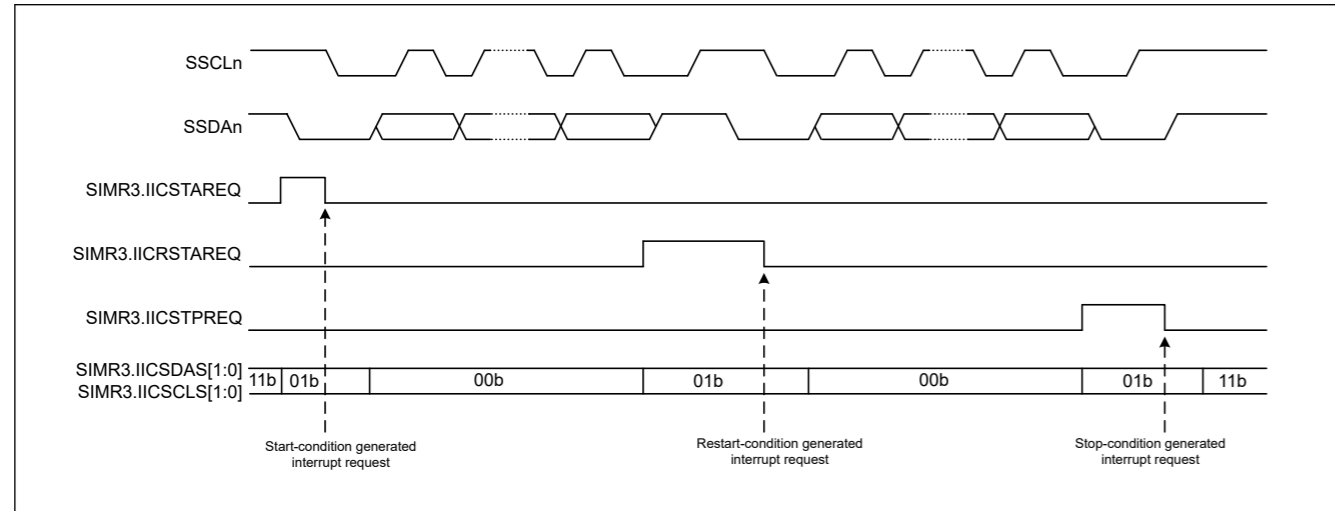 SSCLn
SSDAn
SIMR3.IICSTAREQ
SIMR3.IICRSTAREQ
SIMR3.IICSTPREQ
SIMR3.IICSDAS[1:0]
SIMR3.IICSCLS[1:0]
11b 01b 00b 01b 00b 01b 11b
Start-condition generated
interrupt request
Restart-condition generated
interrupt request
Stop-condition generated
interrupt request